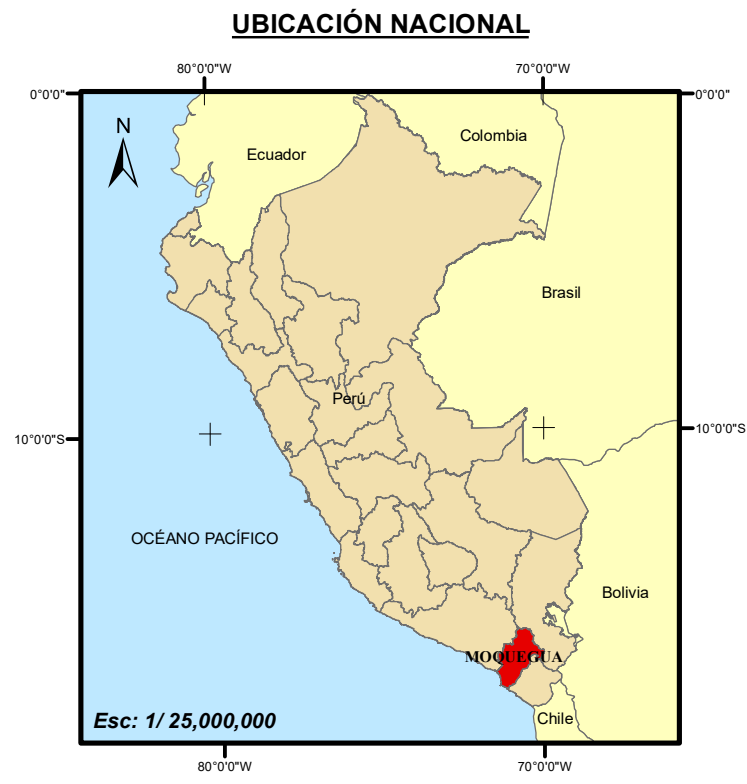 UBICACIÓN NACIONAL
80°0'0"W 70°0'0"W
0°0'0" 0°0'0"
N
Colombia
Ecuador
Brasil
Perú
10°0'0"S 10°0'0"S
OCÉANO PACÍFICO
Bolivia
MOQUEGUA
Esc: 1/ 25,000,000
Chile
80°0'0"W 70°0'0"W